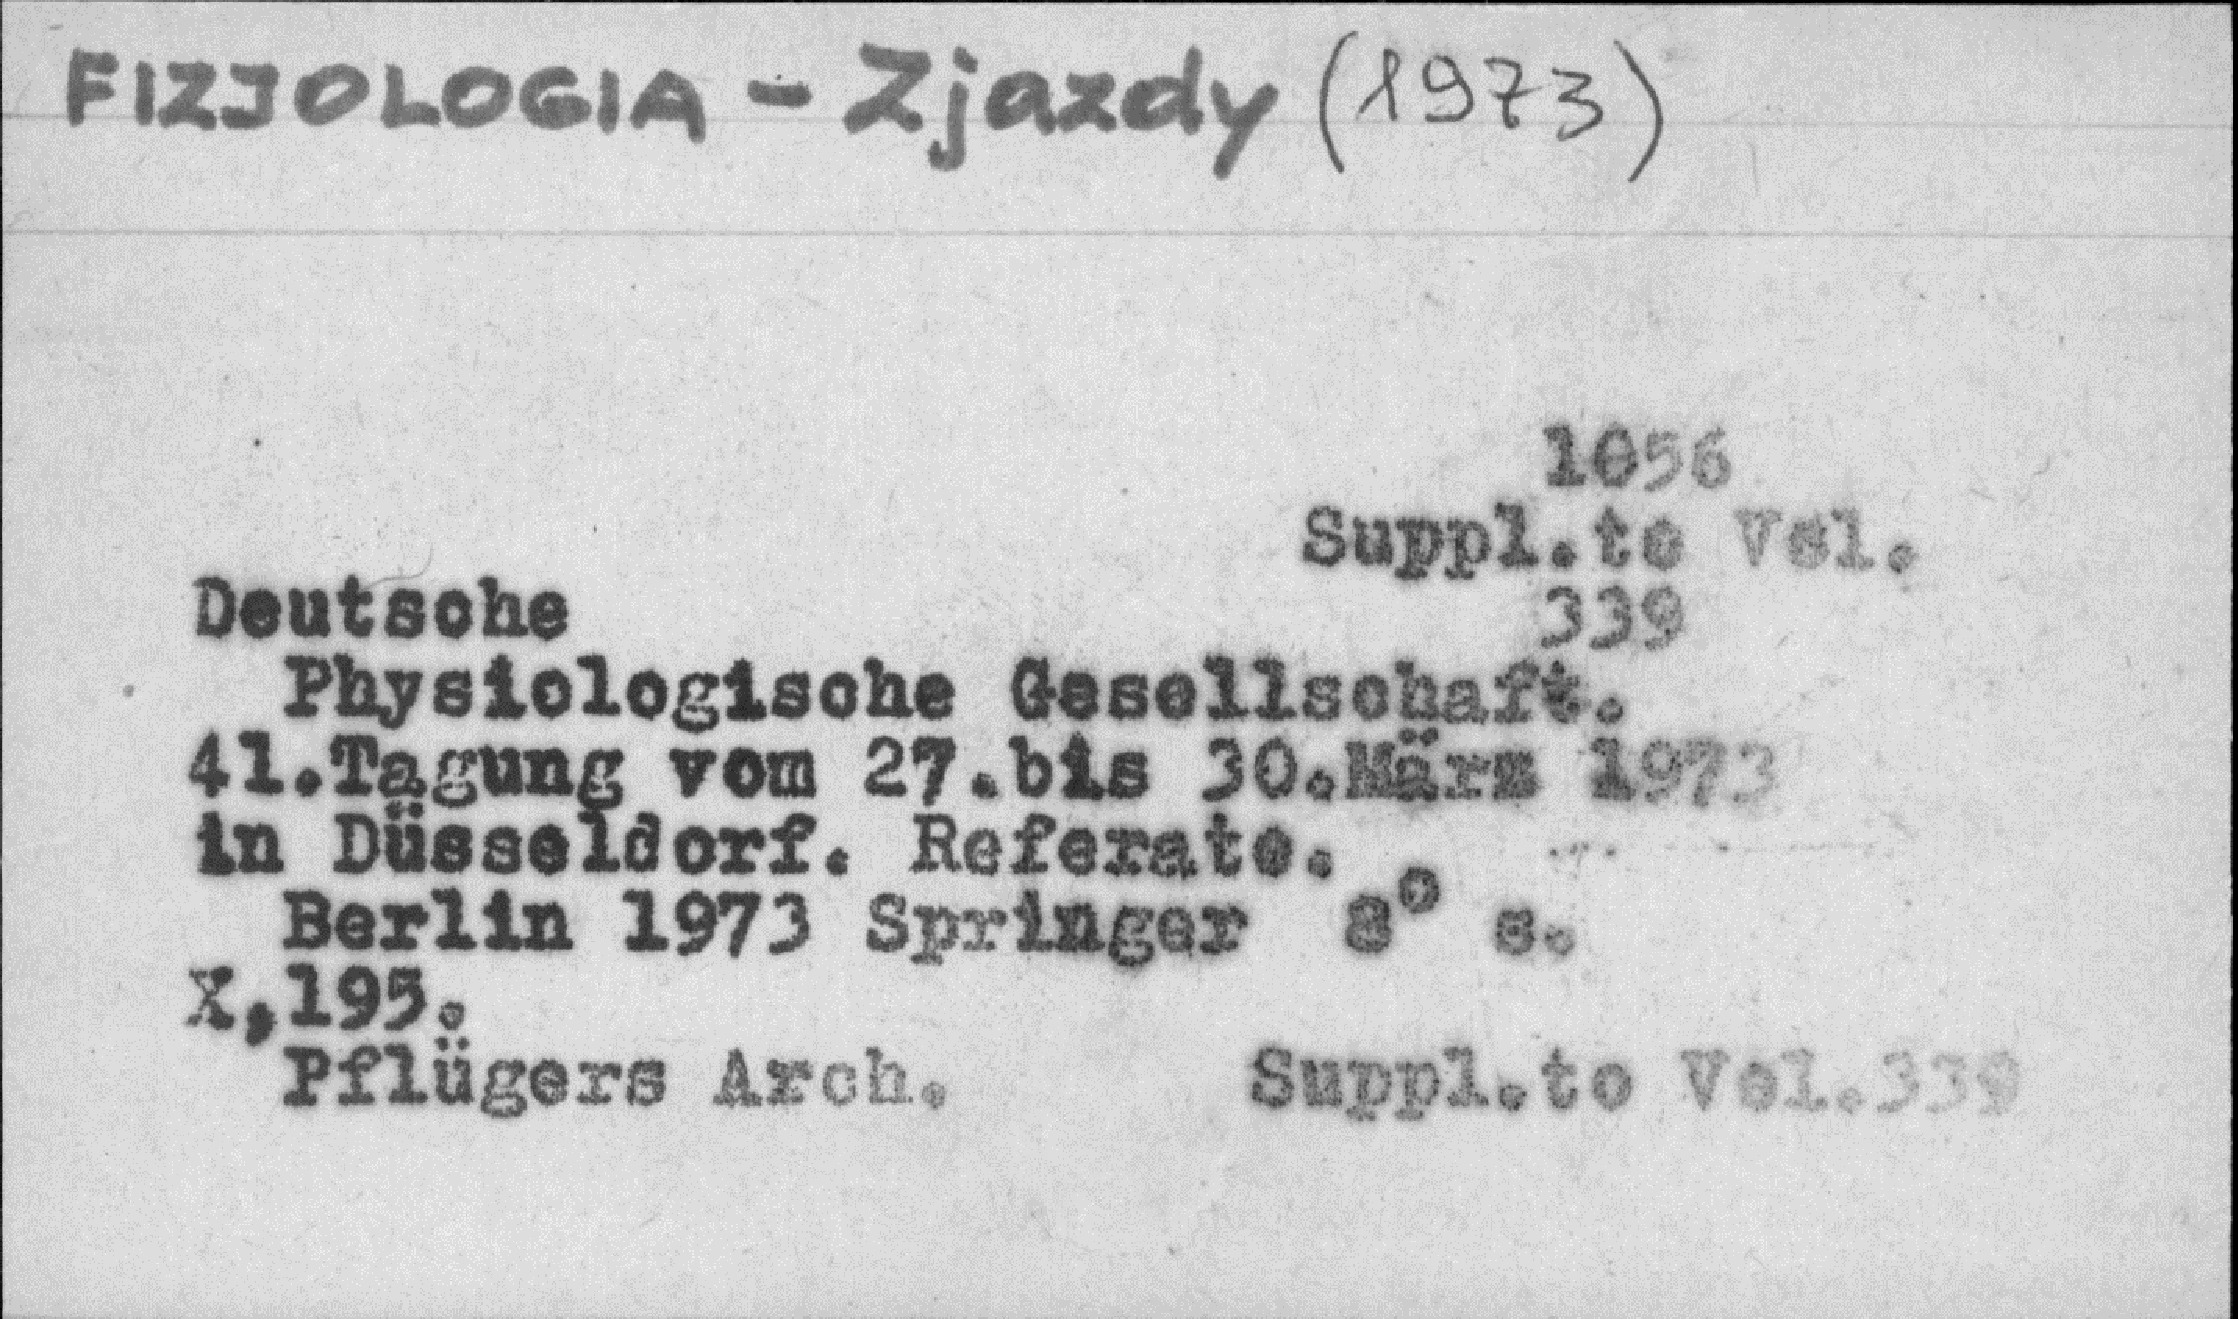 FIZJOLOGIA - Zjazdy (1973)
1056
Suppl.to Vol.
339
Deutsche
Physiologische Gesellschaft.
41.Tagung vom 27.bis 30.März 1973
in Düsseldorf. Referate.
Berlin 1973 Springer 8° s.
X,195.
Pflügers Arch. Suppl.to Vol.339